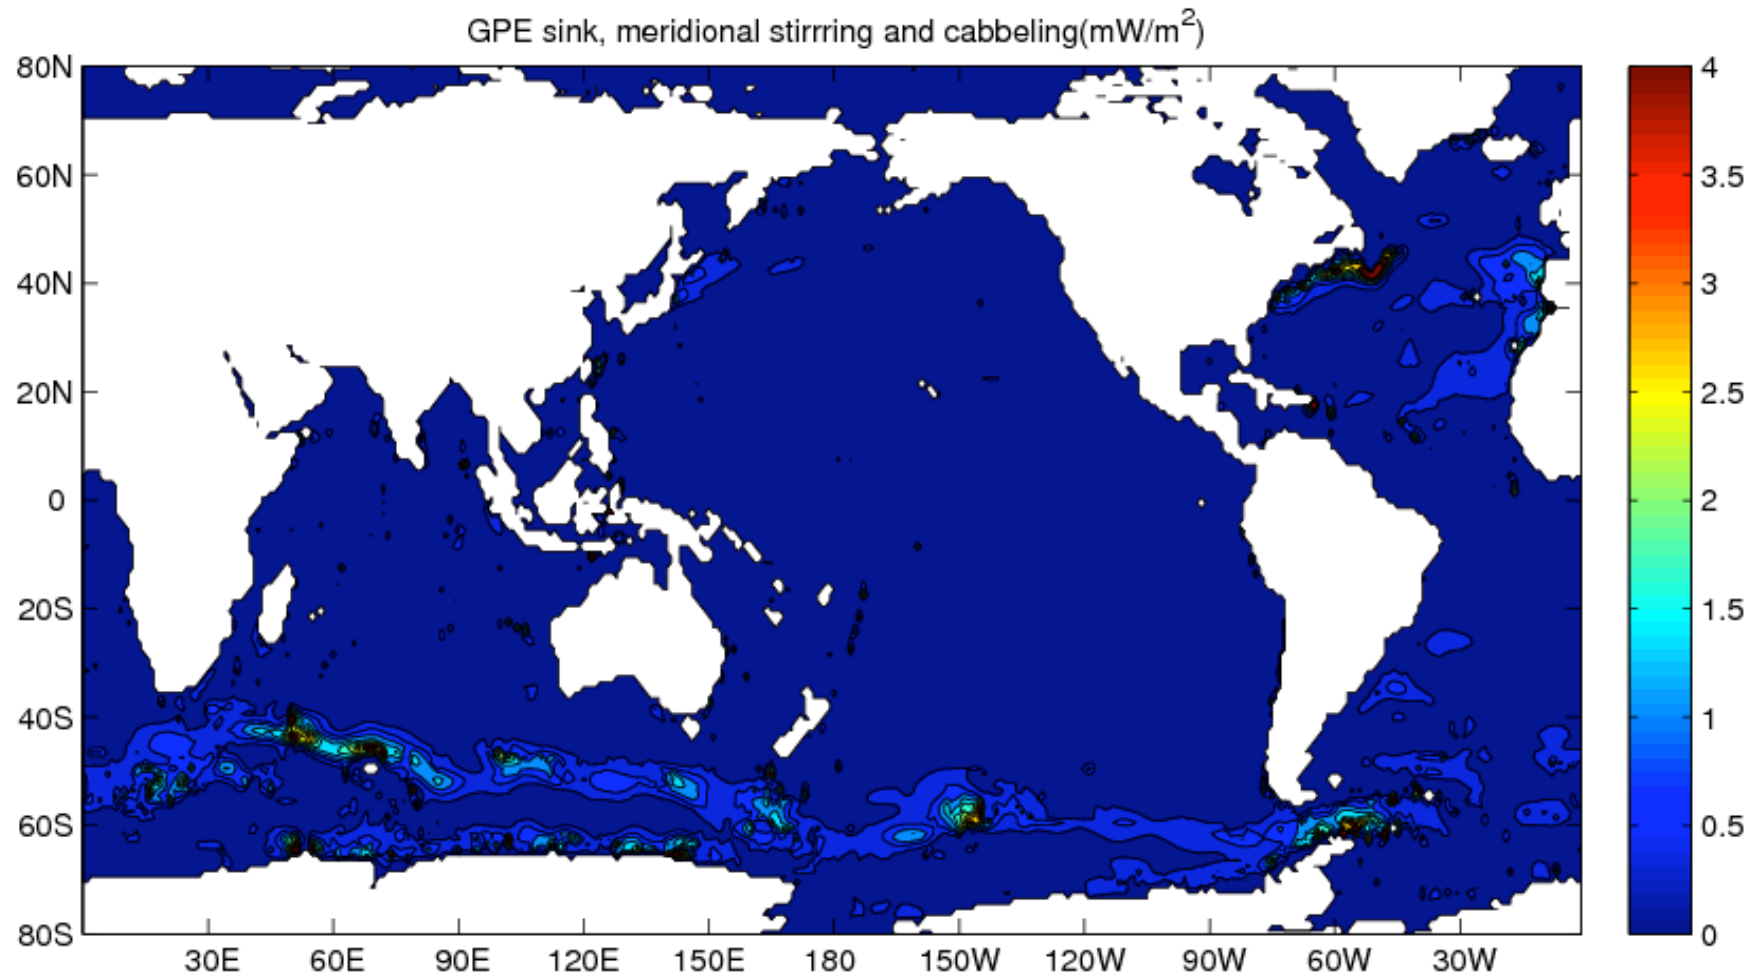 GPE sink, meridional stirrring and cabbeling(mW/m2)
80N
60N
40N
20N
0
20S
40S
60S
80S
30E 60E 90E 120E 150E 180 150W 120W 90W 60W 30W
4
3.5
3
2.5
2
1.5
1
0.5
0